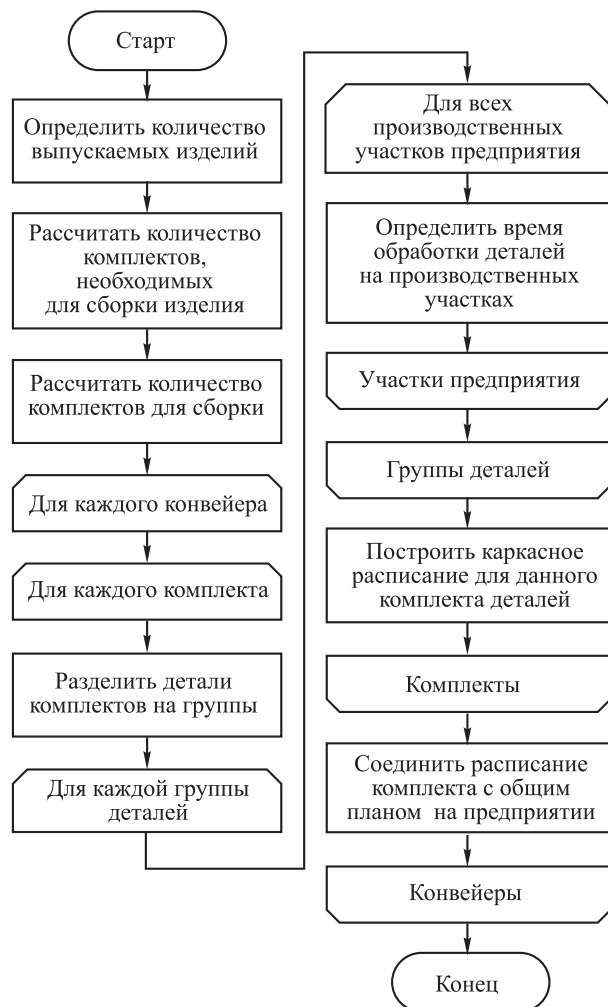 Старт
Определить количество
выпускаемых изделий
Рассчитать количество
комплектов,
необходимых
для сборки изделия
Рассчитать количество
комплектов для сборки
Для каждого конвейера
Для каждого комплекта
Разделить детали
комплектов на группы
Для каждой группы
деталей
Для всех
производственных
участков предприятия
Определить время
обработки деталей
на производственных
участках
Участки предприятия
Группы деталей
Построить каркасное
расписание для данного
комплекта деталей
Комплекты
Соединить расписание
комплекта с общим
планом на предприятии
Конвейеры
Конец